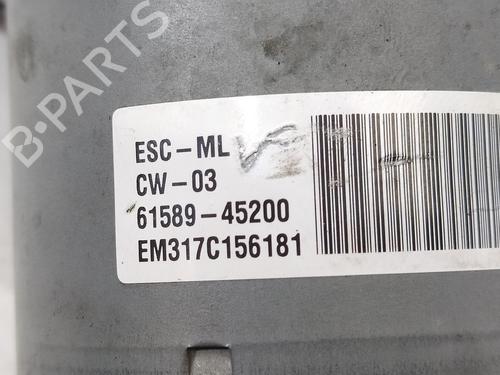 B-PARTS
ESC-ML
CW-03
61589-45200
EM317C156181